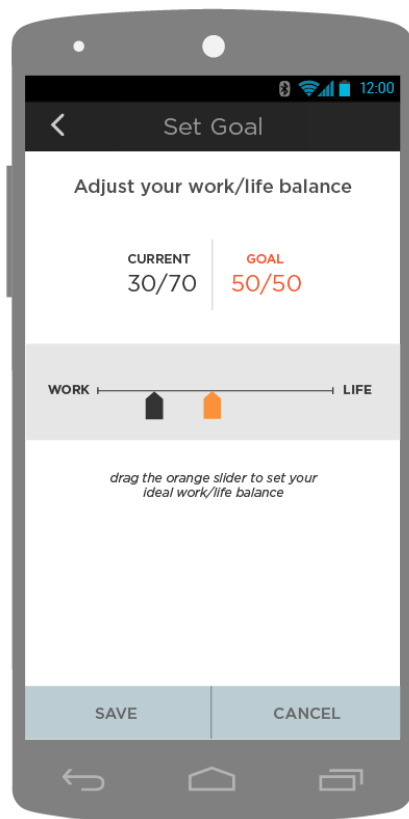 12:00
Set Goal
Adjust your work/life balance
CURRENT GOAL
30/70 50/50
WORK LIFE
drag the orange slider to set your
ideal work/life balance
SAVE CANCEL